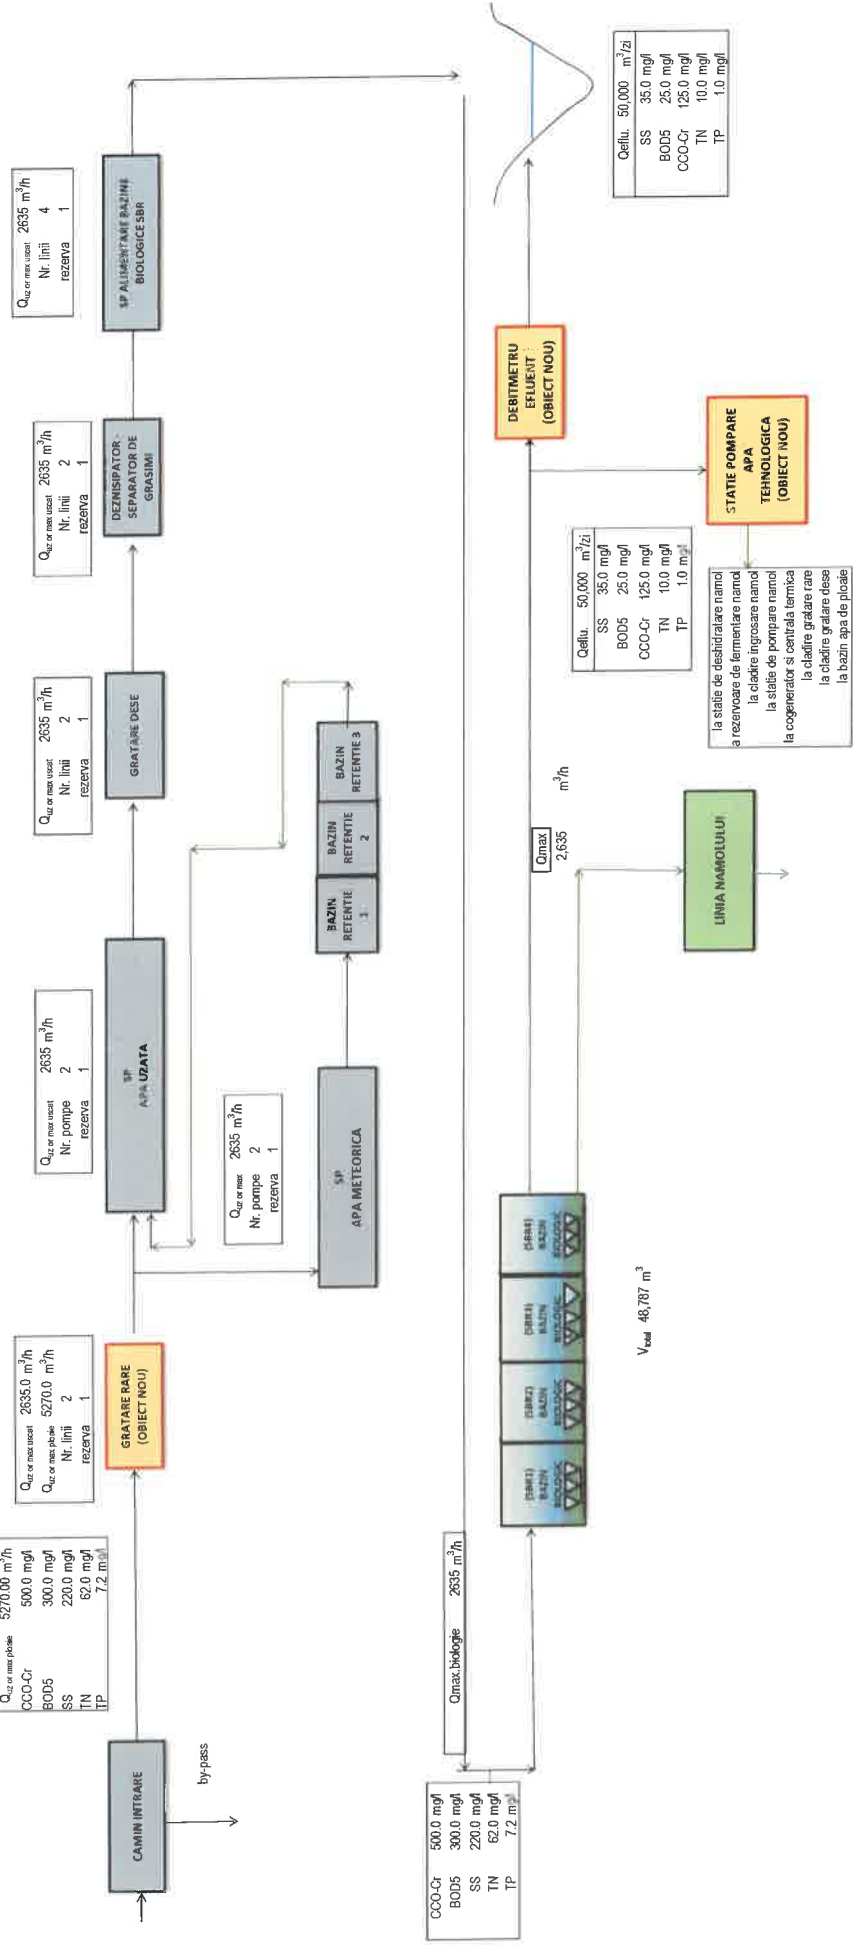 Q uz or max ploaie 5270.00 m³/h
CCO-Cr 500.0 mg/l
BOD5 300.0 mg/l
SS 220.0 mg/l
TN 62.0 mg/l
TP 7.2 mg/l
CAMIN INTRARE
by-pass
Q uz or max uscat 2635.0 m³/h
Q uz or max ploaie 5270.0 m³/h
Nr. linii 2
rezerva 1
GRATARE RARE
(OBIECT NOU)
Q uz or max uscat 2635 m³/h
Nr. pompe 2
rezerva 1
SP
APA UZATA
Q uz or max uscat 2635 m³/h
Nr. linii 2
rezerva 1
GRATARE DESE
Q uz or max uscat 2635 m³/h
Nr. linii 2
rezerva 1
DEZNISIPATOR -
SEPARATOR DE
GRASIMI
Q uz or max uscat 2635 m³/h
Nr. linii 4
rezerva 1
SP ALIMENTARE BAZINE
BIOLOGICE SBR
Q uz or max 2635 m³/h
Nr. pompe 2
rezerva 1
SP
APA METEORICA
BAZIN
RETENTIE
1
BAZIN
RETENTIE
2
BAZIN
RETENTIE 3
CCO-Cr 500.0 mg/l
BOD5 300.0 mg/l
SS 220.0 mg/l
TN 62.0 mg/l
TP 7.2 mg/l
Qmax.biologie 2635 m³/h
(SBR1)
BAZIN
BIOLOGIC
(SBR2)
BAZIN
BIOLOGIC
(SBR3)
BAZIN
BIOLOGIC
(SBR4)
BAZIN
BIOLOGIC
V total 48,787 m³
Qmax
2,635 m³/h
LINIA NAMOLULUI
DEBITMETRU
EFLUENT
(OBIECT NOU)
Qeflu. 50,000 m³/zi
SS 35.0 mg/l
BOD5 25.0 mg/l
CCO-Cr 125.0 mg/l
TN 10.0 mg/l
TP 1.0 mg/l
STATIE POMPARE
APA
TEHNOLOGICA
(OBIECT NOU)
la statie de deshidratare namol
a rezervoare de fermentare namol
la cladire ingrosare namol
la statie de pompare namol
la cogenerator si centrala termica
la cladire gratare rare
la cladire gratare dese
la bazin apa de ploaie
Qeflu. 50,000 m³/zi
SS 35.0 mg/l
BOD5 25.0 mg/l
CCO-Cr 125.0 mg/l
TN 10.0 mg/l
TP 1.0 mg/l